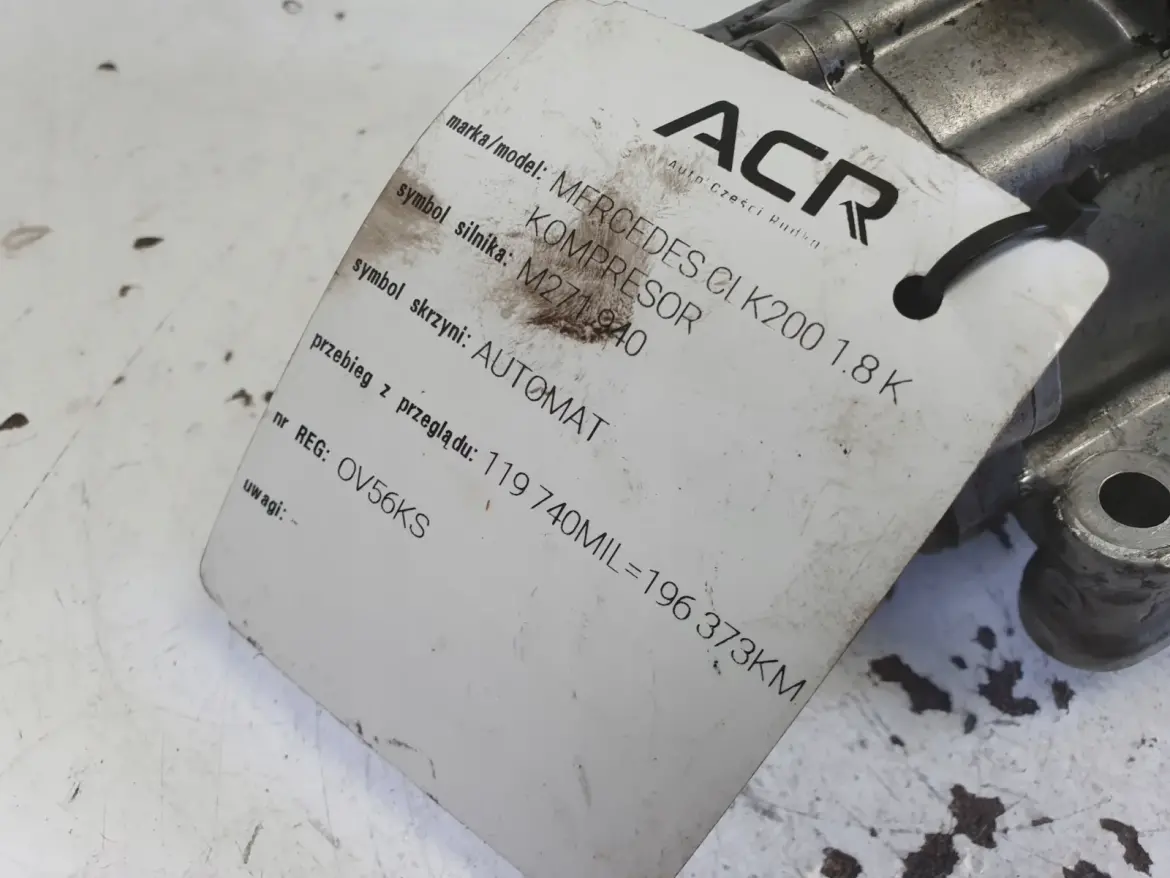 ACR
Auto Części Rudka
marka/model: MERCEDES CLK200 1.8 K
KOMPRESOR
symbol silnika: M271.940
symbol skrzyni: AUTOMAT
przebieg z przeglądu: 119 740MIL=196 373KM
nr REG: OV56KS
uwagi: -